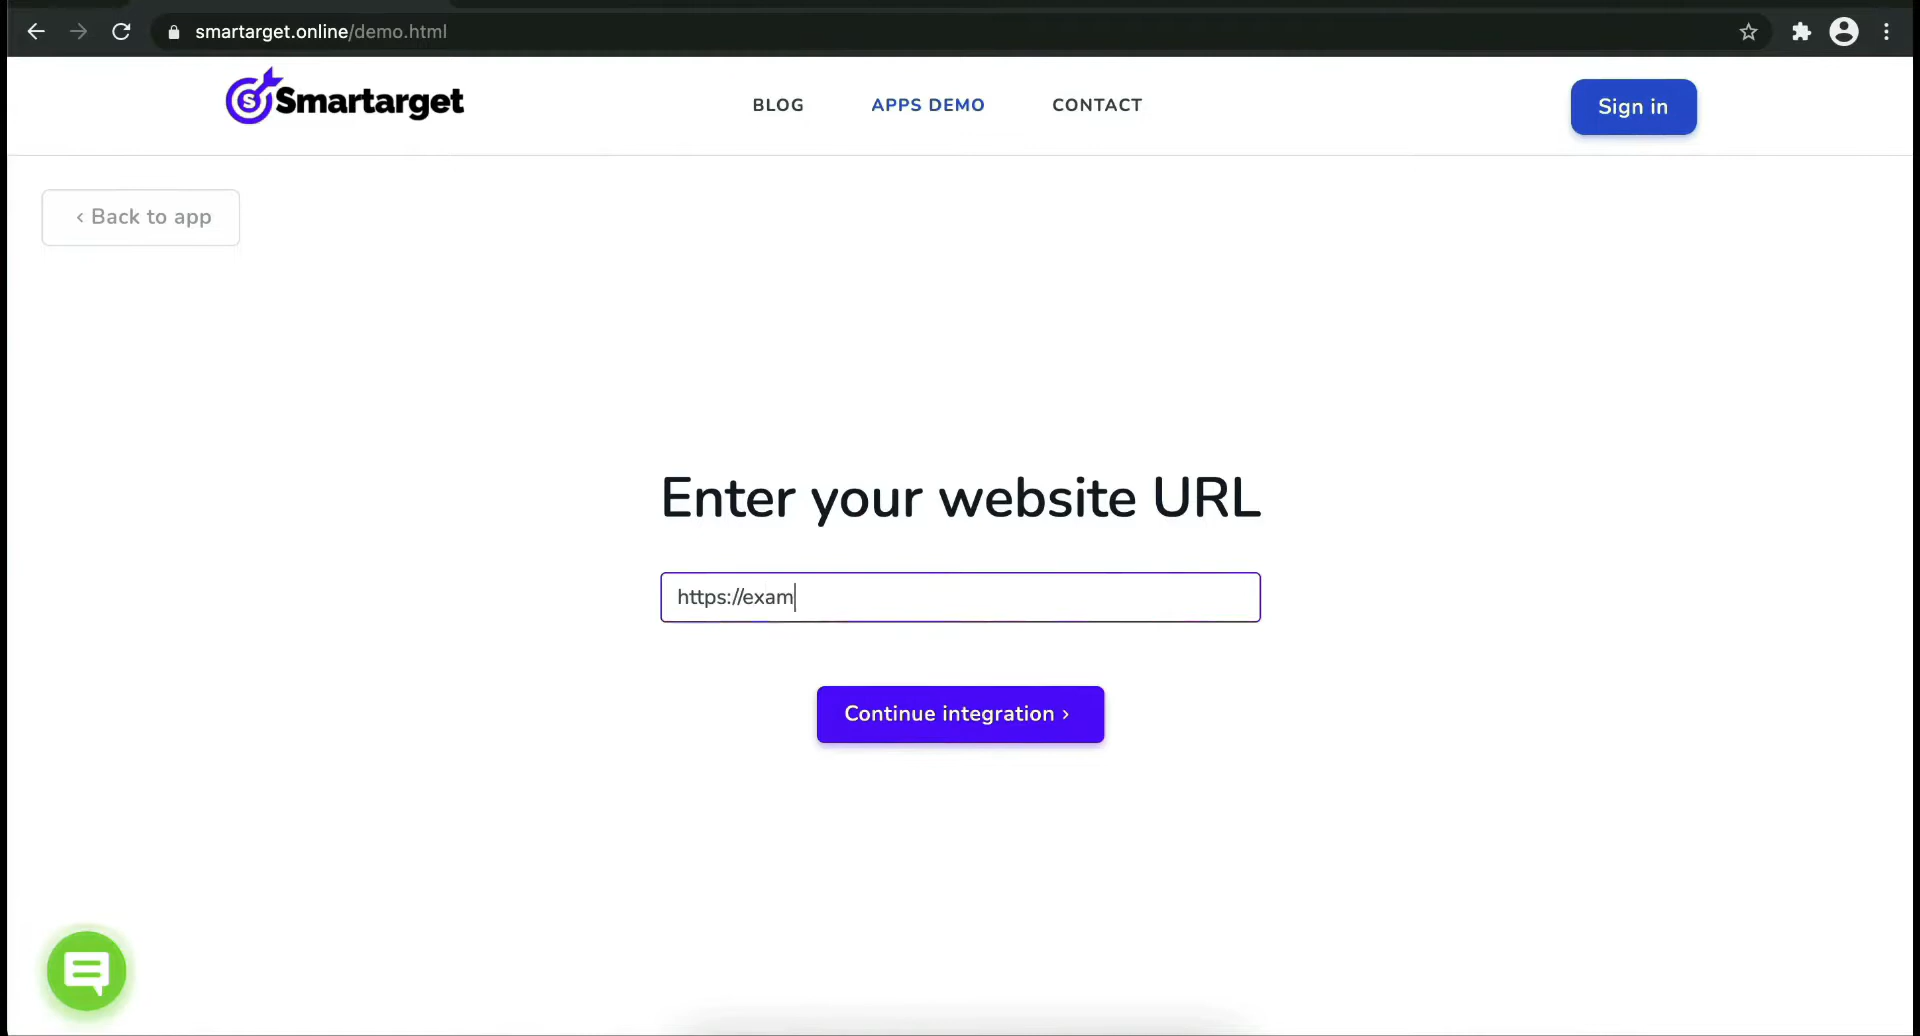 smartarget.online/demo.html
Smartarget
BLOG
APPS DEMO
CONTACT
Sign in
‹ Back to app
Enter your website URL
https://exam
Continue integration ›